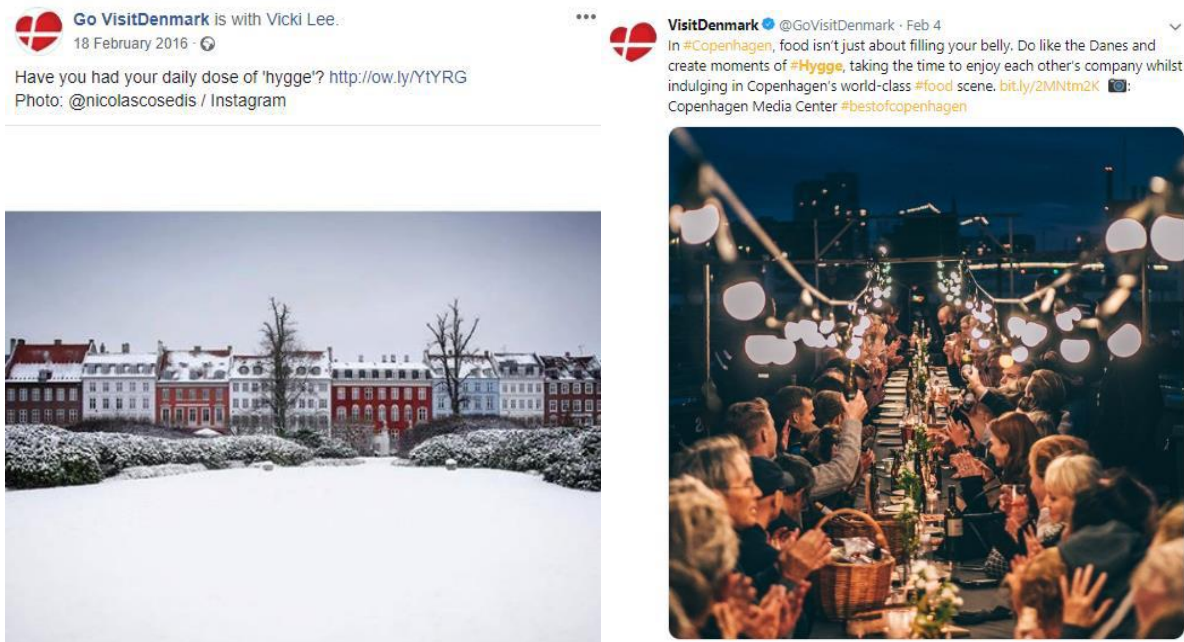 Go VisitDenmark is with Vicki Lee.
18 February 2016 ·
Have you had your daily dose of 'hygge'? http://ow.ly/YtYRG
Photo: @nicolascosedis / Instagram
VisitDenmark @GoVisitDenmark · Feb 4
In #Copenhagen, food isn't just about filling your belly. Do like the Danes and
create moments of #Hygge, taking the time to enjoy each other's company whilst
indulging in Copenhagen's world-class #food scene. bit.ly/2MNtm2K 📷:
Copenhagen Media Center #bestofcopenhagen